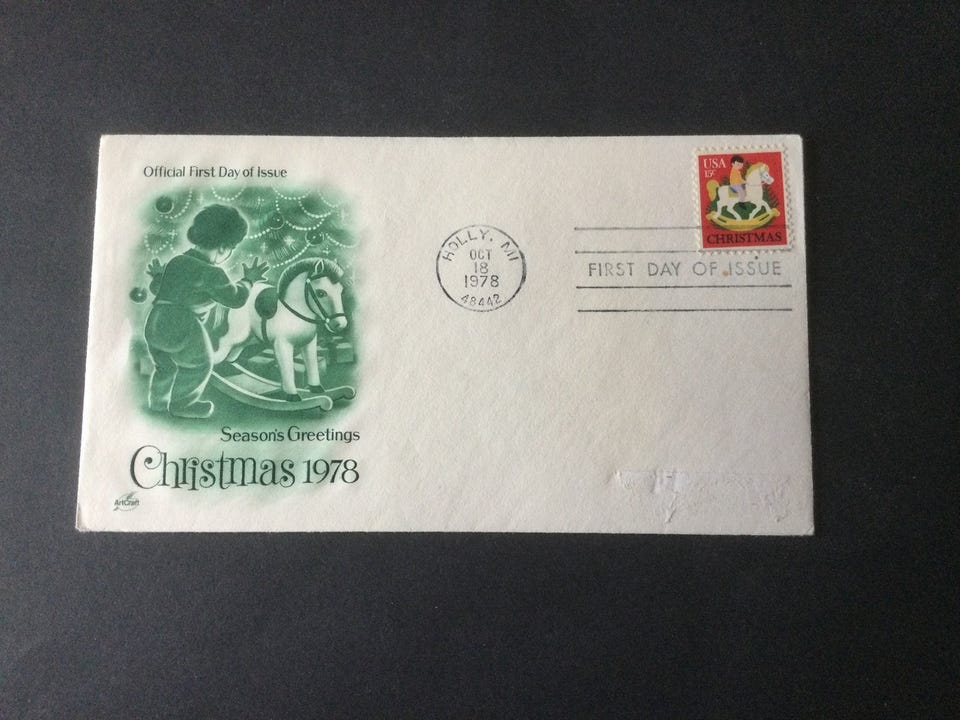 Official First Day of Issue
Season's Greetings
Christmas 1978
ArtCraft
HOLLY, MI
OCT
18
1978
48442
USA
15c
CHRISTMAS
FIRST DAY OF ISSUE